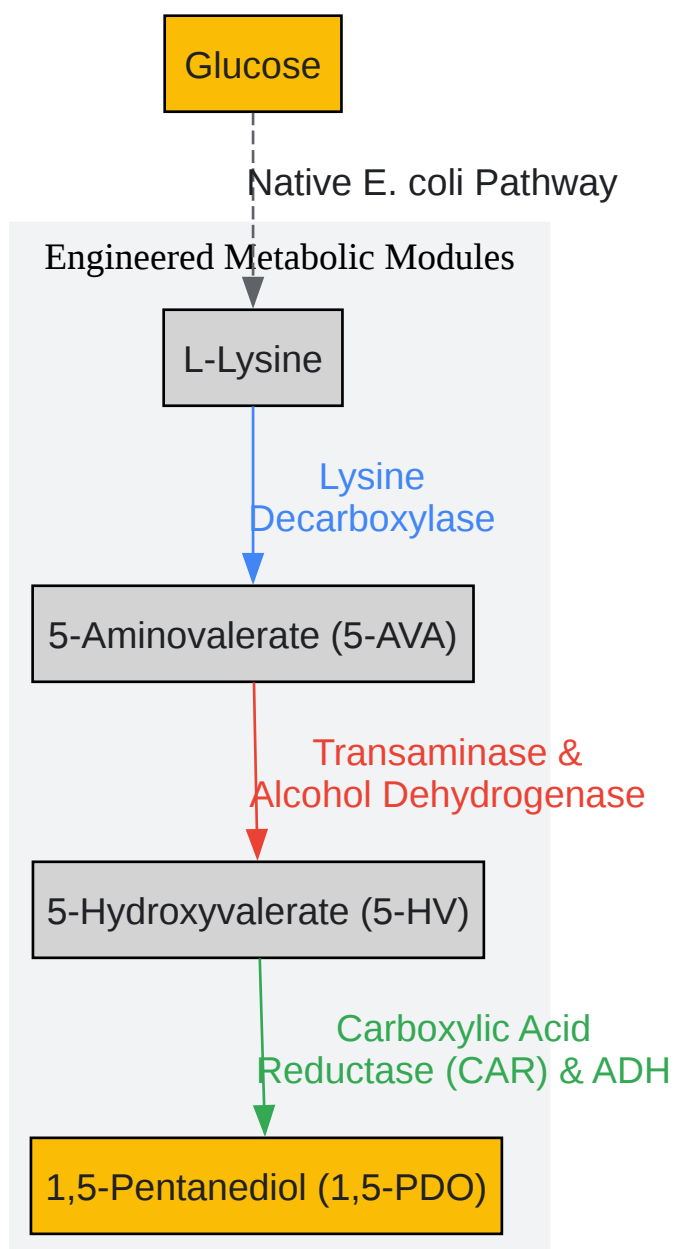 Glucose
Native E. coli Pathway
Engineered Metabolic Modules
L-Lysine
Lysine
Decarboxylase
5-Aminovalerate (5-AVA)
Transaminase &
Alcohol Dehydrogenase
5-Hydroxyvalerate (5-HV)
Carboxylic Acid
Reductase (CAR) & ADH
1,5-Pentanediol (1,5-PDO)